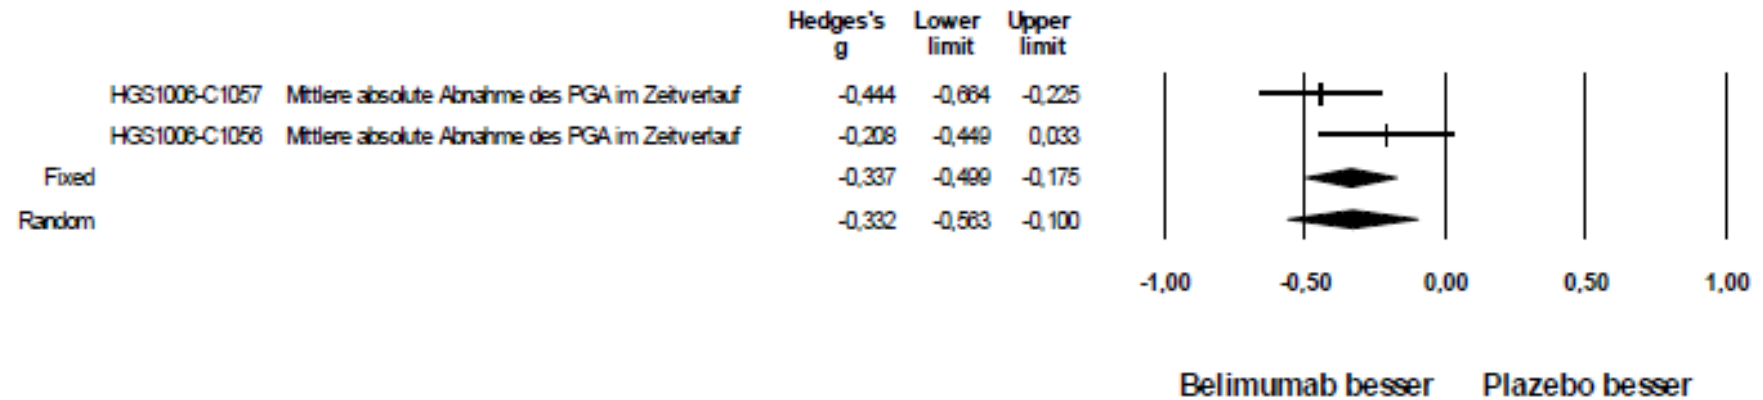 Hedges's Lower Upper
g limit limit
HGS1006-C1057 Mittlere absolute Abnahme des PGA im Zeitverlauf -0,444 -0,664 -0,225
HGS1006-C1056 Mittlere absolute Abnahme des PGA im Zeitverlauf -0,208 -0,449 0,033
Fixed -0,337 -0,499 -0,175
Random -0,332 -0,563 -0,100
-1,00 -0,50 0,00 0,50 1,00
Belimumab besser Plazebo besser